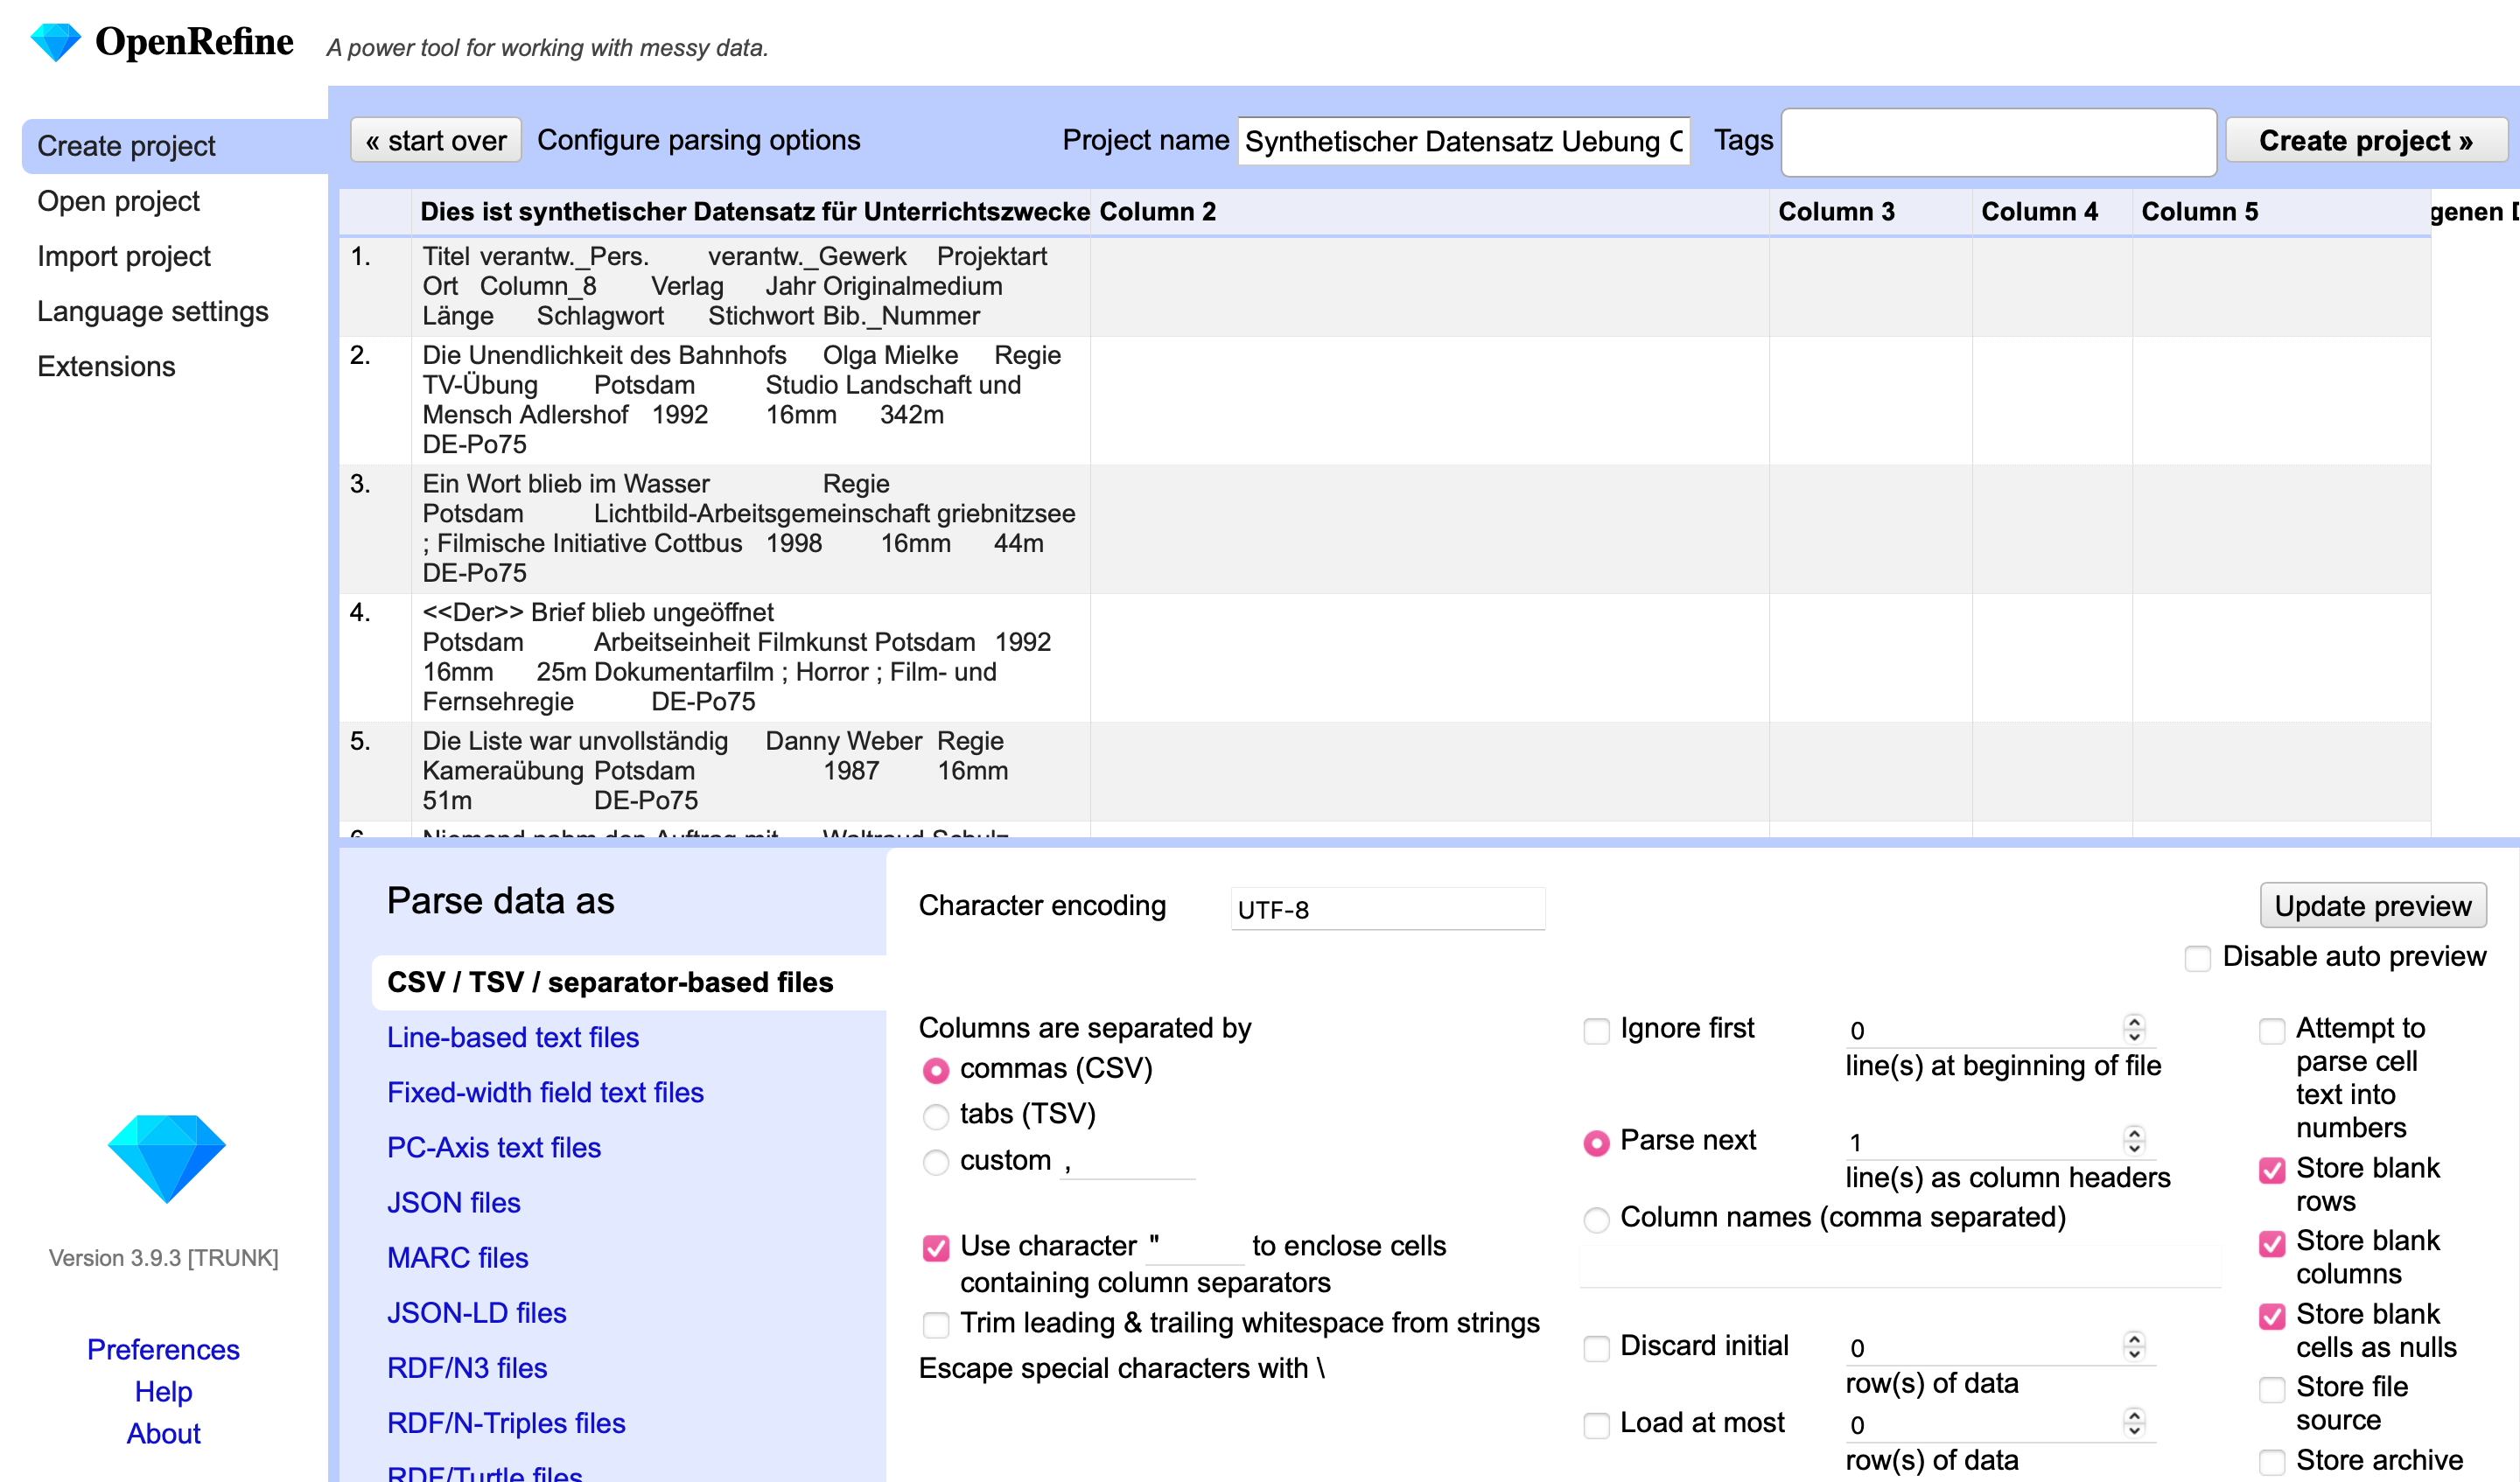 OpenRefine A power tool for working with messy data.
Create project
Open project
Import project
Language settings
Extensions
« start over Configure parsing options Project name Synthetischer Datensatz Uebung Tags Create project »
Dies ist synthetischer Datensatz für Unterrichtszwecke Column 2 Column 3 Column 4 Column 5 genen
1. Titel verantw._Pers. verantw._Gewerk Projektart
Ort Column_8 Verlag Jahr Originalmedium
Länge Schlagwort Stichwort Bib._Nummer
2. Die Unendlichkeit des Bahnhofs Olga Mielke Regie
TV-Übung Potsdam Studio Landschaft und
Mensch Adlershof 1992 16mm 342m
DE-Po75
3. Ein Wort blieb im Wasser Regie
Potsdam Lichtbild-Arbeitsgemeinschaft griebnitzsee
; Filmische Initiative Cottbus 1998 16mm 44m
DE-Po75
4. <<Der>> Brief blieb ungeöffnet
Potsdam Arbeitseinheit Filmkunst Potsdam 1992
16mm 25m Dokumentarfilm ; Horror ; Film- und
Fernsehregie DE-Po75
5. Die Liste war unvollständig Danny Weber Regie
Kameraübung Potsdam 1987 16mm
51m DE-Po75
6. Niemand nahm den Auftrag mit Waltraud Schulz
Parse data as
CSV / TSV / separator-based files
Line-based text files
Fixed-width field text files
PC-Axis text files
JSON files
MARC files
JSON-LD files
RDF/N3 files
RDF/N-Triples files
RDF/Turtle files
Character encoding UTF-8
Update preview
Disable auto preview
Columns are separated by
commas (CSV)
tabs (TSV)
custom ,
Use character " to enclose cells
containing column separators
Trim leading & trailing whitespace from strings
Escape special characters with \
Ignore first 0
line(s) at beginning of file
Parse next 1
line(s) as column headers
Column names (comma separated)
Discard initial 0
row(s) of data
Load at most 0
row(s) of data
Attempt to
parse cell
text into
numbers
Store blank
rows
Store blank
columns
Store blank
cells as nulls
Store file
source
Store archive
Version 3.9.3 [TRUNK]
Preferences
Help
About